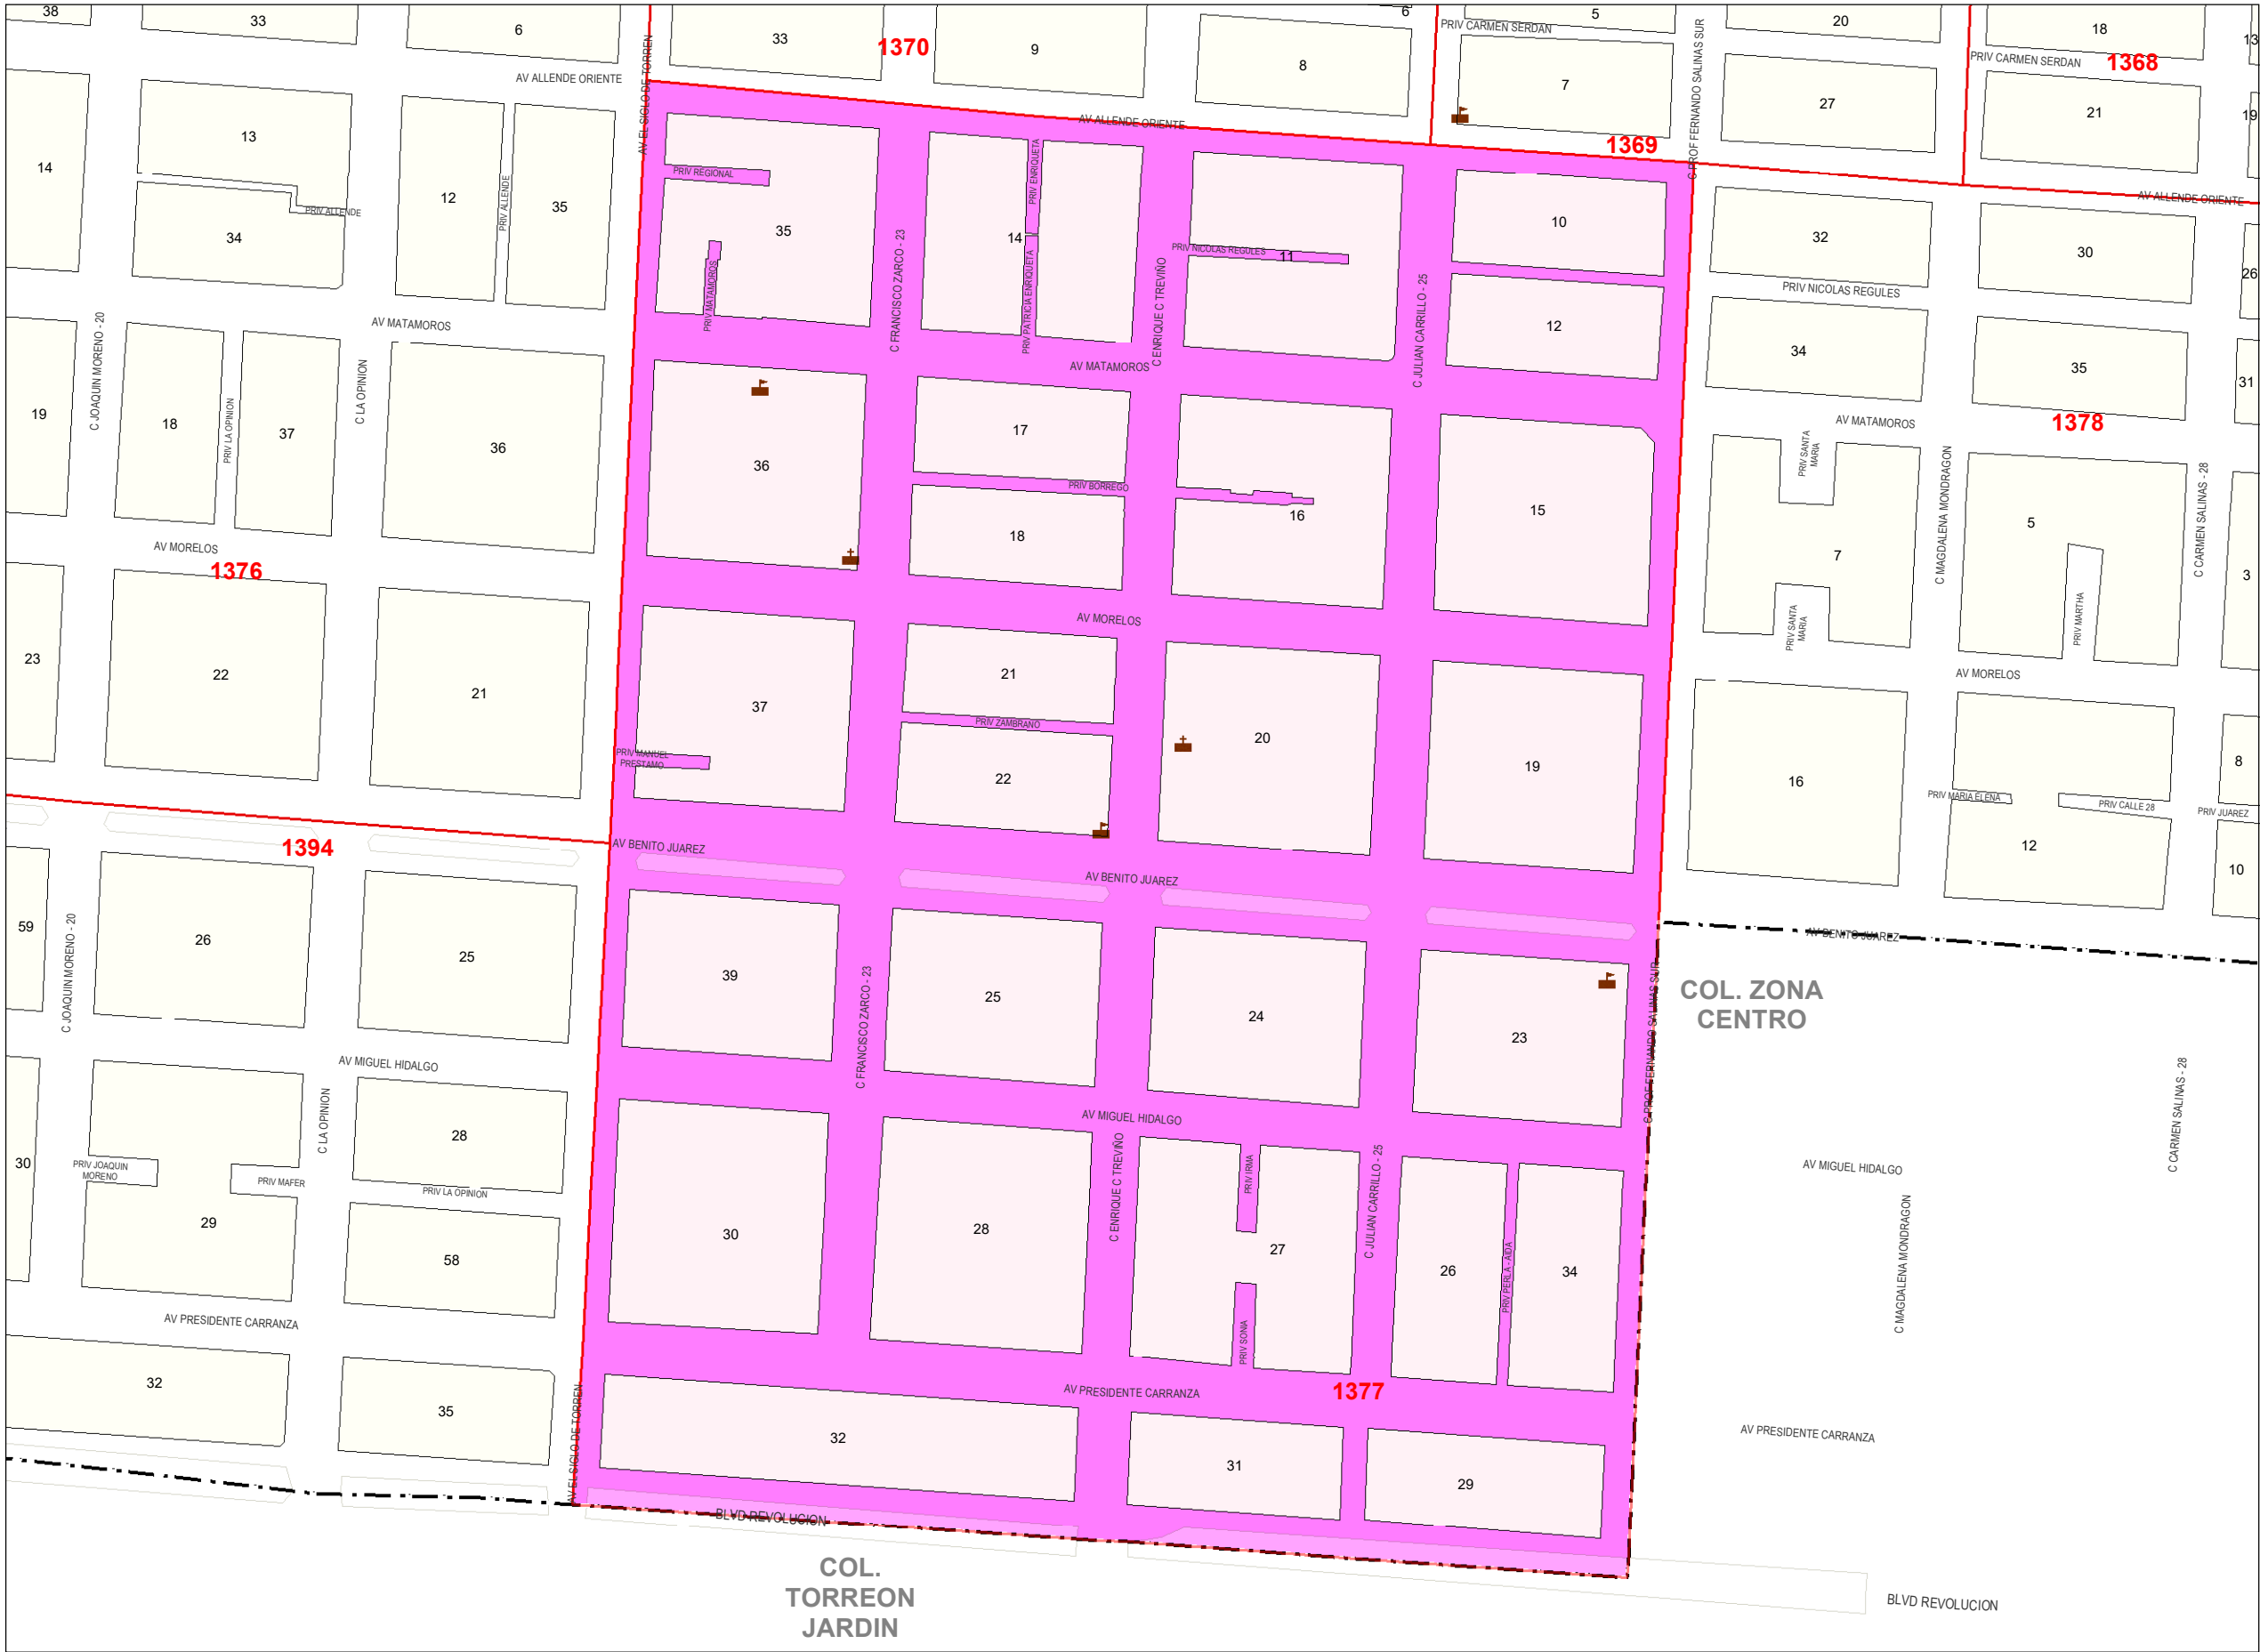 38
33
6
33
1370
9
8
6
5
PRIV CARMEN SERDAN
7
C PROF FERNANDO SALINAS SUR
20
27
18
PRIV CARMEN SERDAN
1368
13
21
19
AV ALLENDE ORIENTE
AV EL SIGLO DE TORREN
AV ALLENDE ORIENTE
1369
AV ALLENDE ORIENTE
14
13
PRIV ALLENDE
34
12
PRIV ALLENDE
35
PRIV REGIONAL
35
PRIV MATAMOROS
C FRANCISCO ZARCO - 23
14
PRIV ENRIQUETA
PRIV PATRICIA ENRIQUETA
C ENRIQUE C TREVIÑO
PRIV NICOLAS REGULES
11
C JULIAN CARRILLO - 25
10
12
32
PRIV NICOLAS REGULES
34
30
35
26
31
AV MATAMOROS
AV MATAMOROS
AV MATAMOROS
1378
19
C JOAQUIN MORENO - 20
18
PRIV LA OPINION
37
C LA OPINION
36
36
17
PRIV BORREGO
18
16
15
PRIV SANTA
MARIA
7
PRIV SANTA
MARIA
C MAGDALENA MONDRAGON
5
PRIV MARTHA
C CARMEN SALINAS - 28
3
AV MORELOS
1376
AV MORELOS
AV MORELOS
23
22
21
37
PRIV MANUEL
PRESTAMO
21
PRIV ZAMBRANO
22
20
19
16
PRIV MARIA ELENA
PRIV CALLE 28
12
8
PRIV JUAREZ
10
1394
AV BENITO JUAREZ
AV BENITO JUAREZ
AV BENITO JUAREZ
59
C JOAQUIN MORENO - 20
26
25
39
C FRANCISCO ZARCO - 23
25
24
23
C PROF FERNANDO SALINAS SUR
COL. ZONA
CENTRO
AV MIGUEL HIDALGO
AV MIGUEL HIDALGO
AV MIGUEL HIDALGO
C CARMEN SALINAS - 28
30
PRIV JOAQUIN
MORENO
PRIV MAFER
29
C LA OPINION
28
PRIV LA OPINION
58
30
28
C ENRIQUE C TREVIÑO
PRIV IRMA
27
PRIV SONIA
C JULIAN CARRILLO - 25
26
PRIV PERLA - AIDA
34
C MAGDALENA MONDRAGON
AV PRESIDENTE CARRANZA
AV PRESIDENTE CARRANZA
1377
AV PRESIDENTE CARRANZA
32
35
AV EL SIGLO DE TORREN
32
31
29
BLVD REVOLUCION
COL.
TORREON
JARDIN
BLVD REVOLUCION